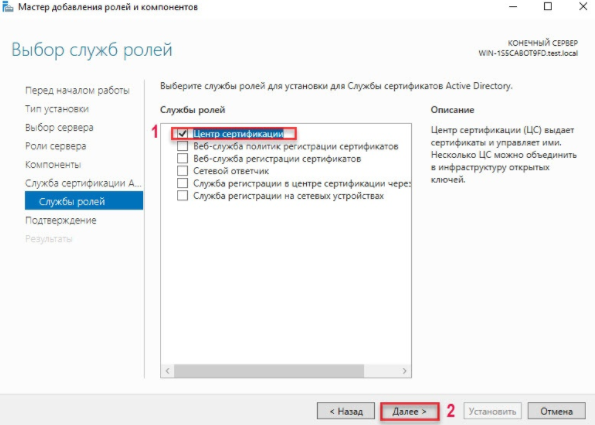 Мастер добавления ролей и компонентов
Выбор служб ролей
КОНЕЧНЫЙ СЕРВЕР
WIN-1S5CABOT9FD.test.local
Перед началом работы
Тип установки
Выбор сервера
Роли сервера
Компоненты
Служба сертификации A...
Службы ролей
Подтверждение
Результаты
Выберите службы ролей для установки для Службы сертификатов Active Directory.
Службы ролей
1
Центр сертификации
Веб-служба политик регистрации сертификатов
Веб-служба регистрации сертификатов
Сетевой ответчик
Служба регистрации в центре сертификации через
Служба регистрации на сетевых устройствах
Описание
Центр сертификации (ЦС) выдает
сертификаты и управляет ими.
Несколько ЦС можно объединить
в инфраструктуру открытых
ключей.
< Назад
Далее >
2
Установить
Отмена